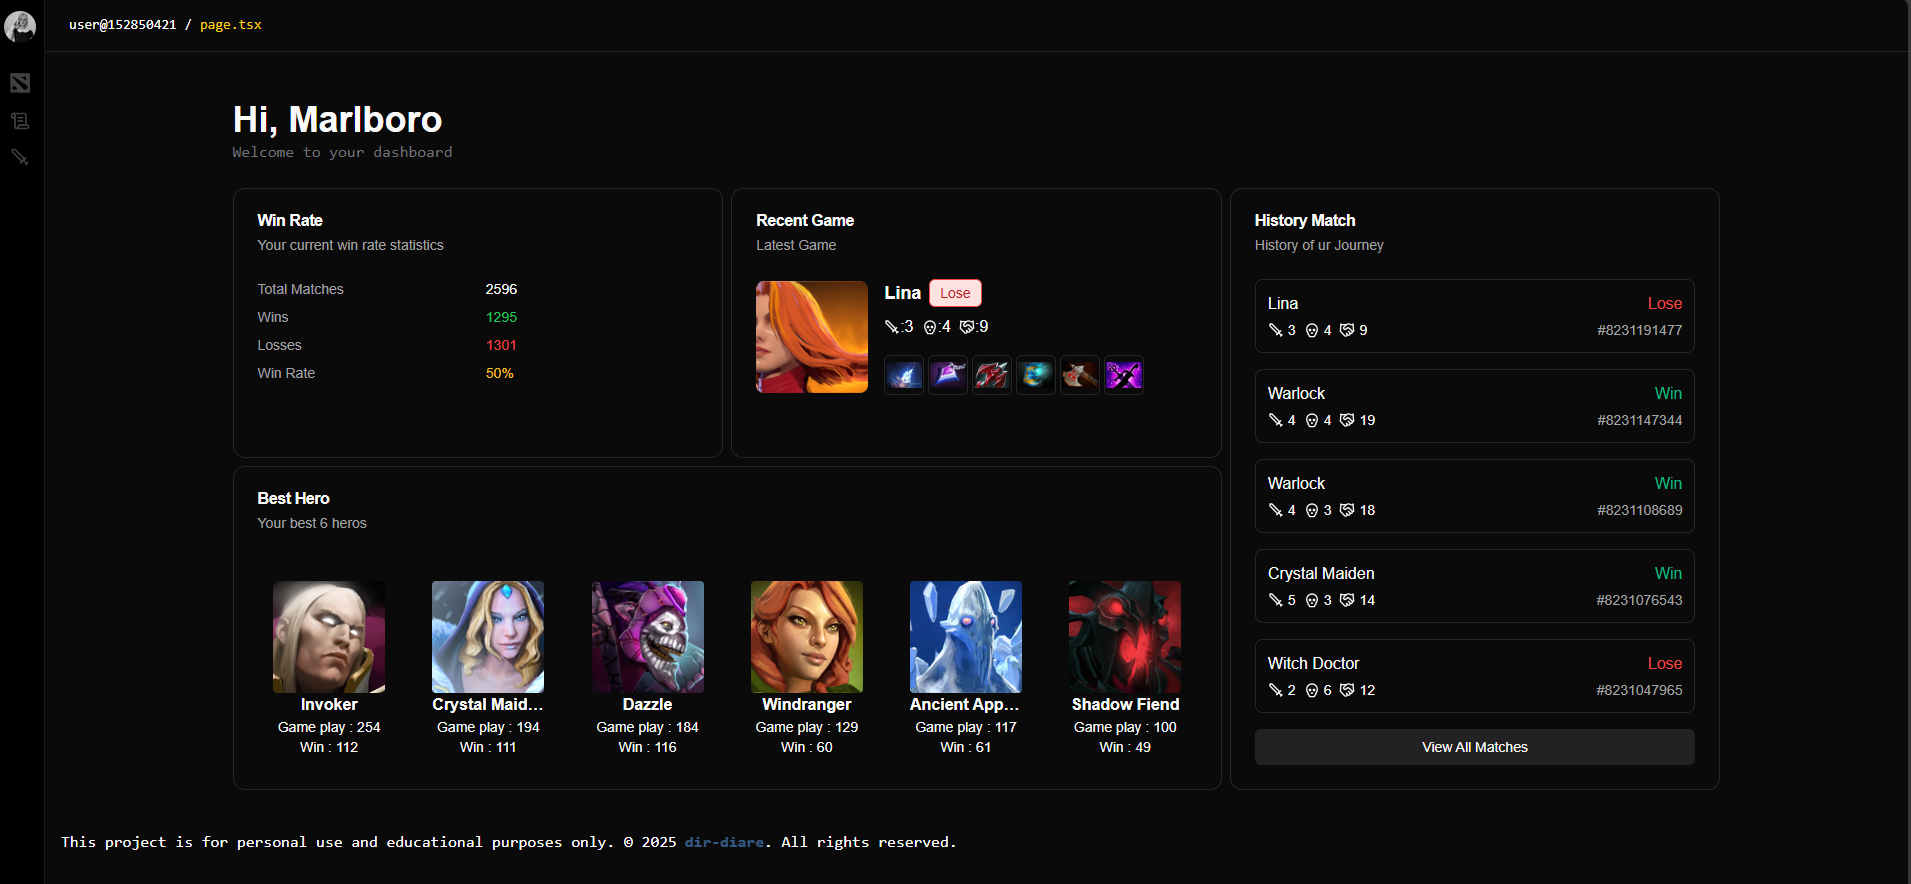 user@152850421 / page.tsx
Hi, Marlboro
Welcome to your dashboard
Win Rate
Your current win rate statistics
Total Matches 2596
Wins 1295
Losses 1301
Win Rate 50%
Recent Game
Latest Game
Lina Lose
:3 :4 :9
Best Hero
Your best 6 heros
Invoker
Game play : 254
Win : 112
Crystal Maid...
Game play : 194
Win : 111
Dazzle
Game play : 184
Win : 116
Windranger
Game play : 129
Win : 60
Ancient App...
Game play : 117
Win : 61
Shadow Fiend
Game play : 100
Win : 49
History Match
History of ur Journey
Lina Lose
3 4 9 #8231191477
Warlock Win
4 4 19 #8231147344
Warlock Win
4 3 18 #8231108689
Crystal Maiden Win
5 3 14 #8231076543
Witch Doctor Lose
2 6 12 #8231047965
View All Matches
This project is for personal use and educational purposes only. © 2025 dir-diare. All rights reserved.